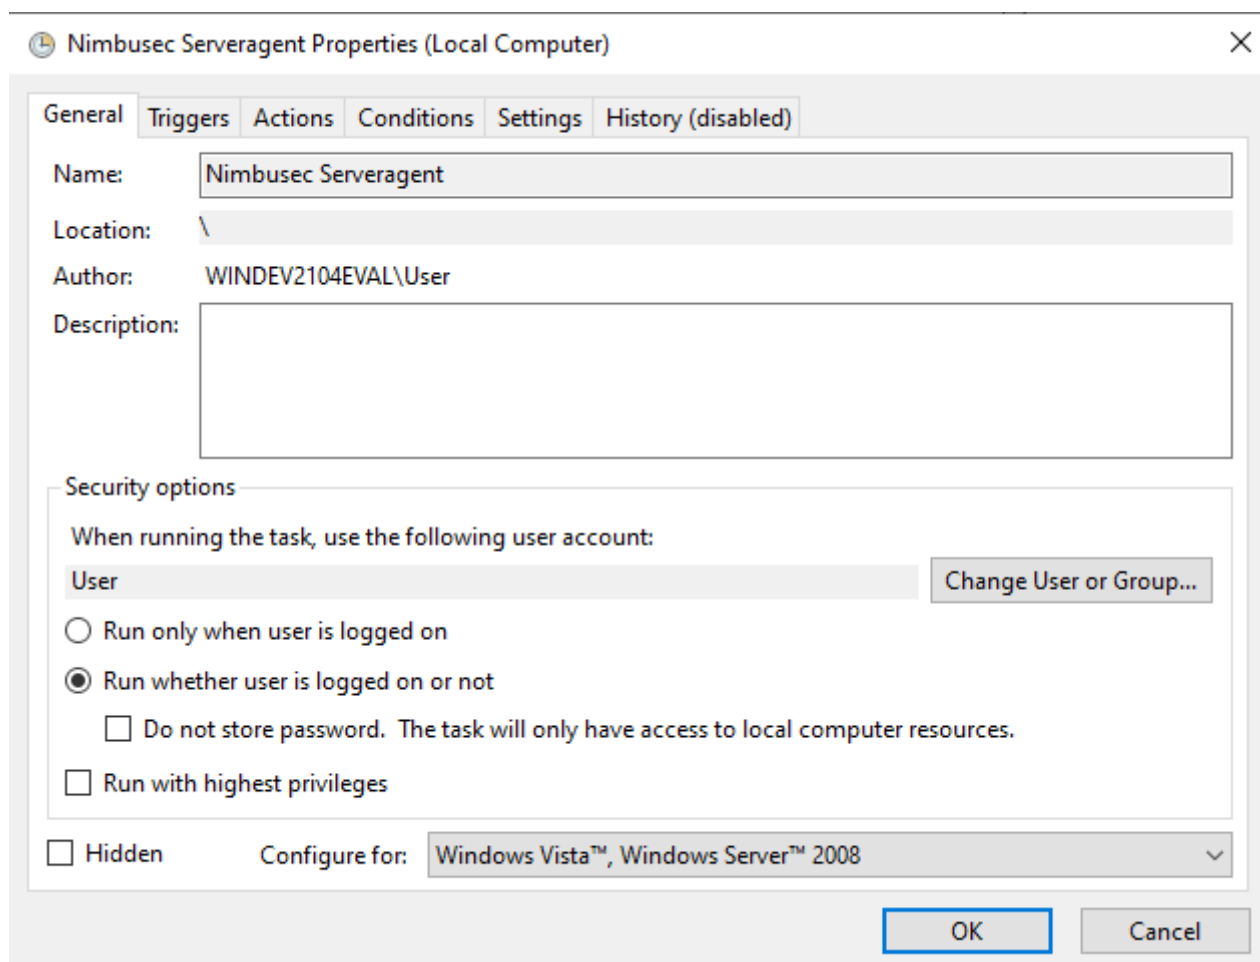 Nimbusec Serveragent Properties (Local Computer)
General Triggers Actions Conditions Settings History (disabled)
Name: Nimbusec Serveragent
Location: \
Author: WINDEV2104EVAL\User
Description:
Security options
When running the task, use the following user account:
User Change User or Group...
Run only when user is logged on
Run whether user is logged on or not
Do not store password. The task will only have access to local computer resources.
Run with highest privileges
Hidden Configure for: Windows Vista™, Windows Server™ 2008
OK Cancel